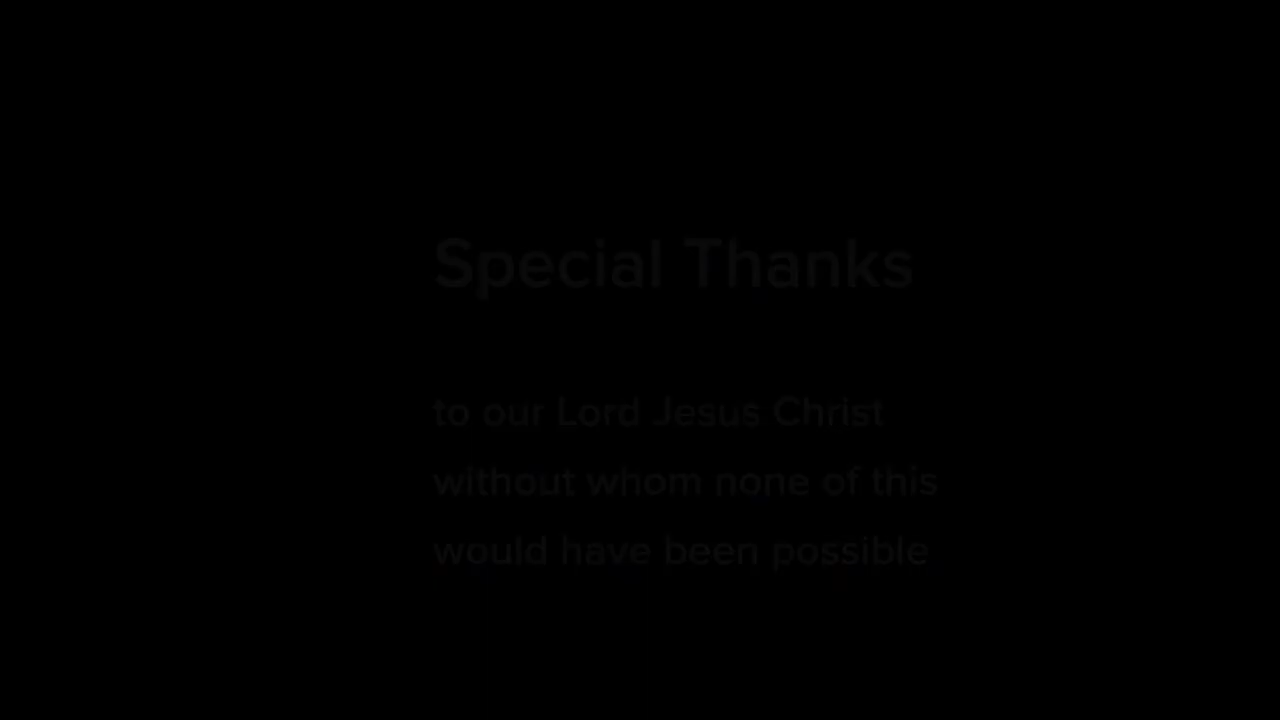 Special Thanks
to our Lord Jesus Christ
without whom none of this
would have been possible